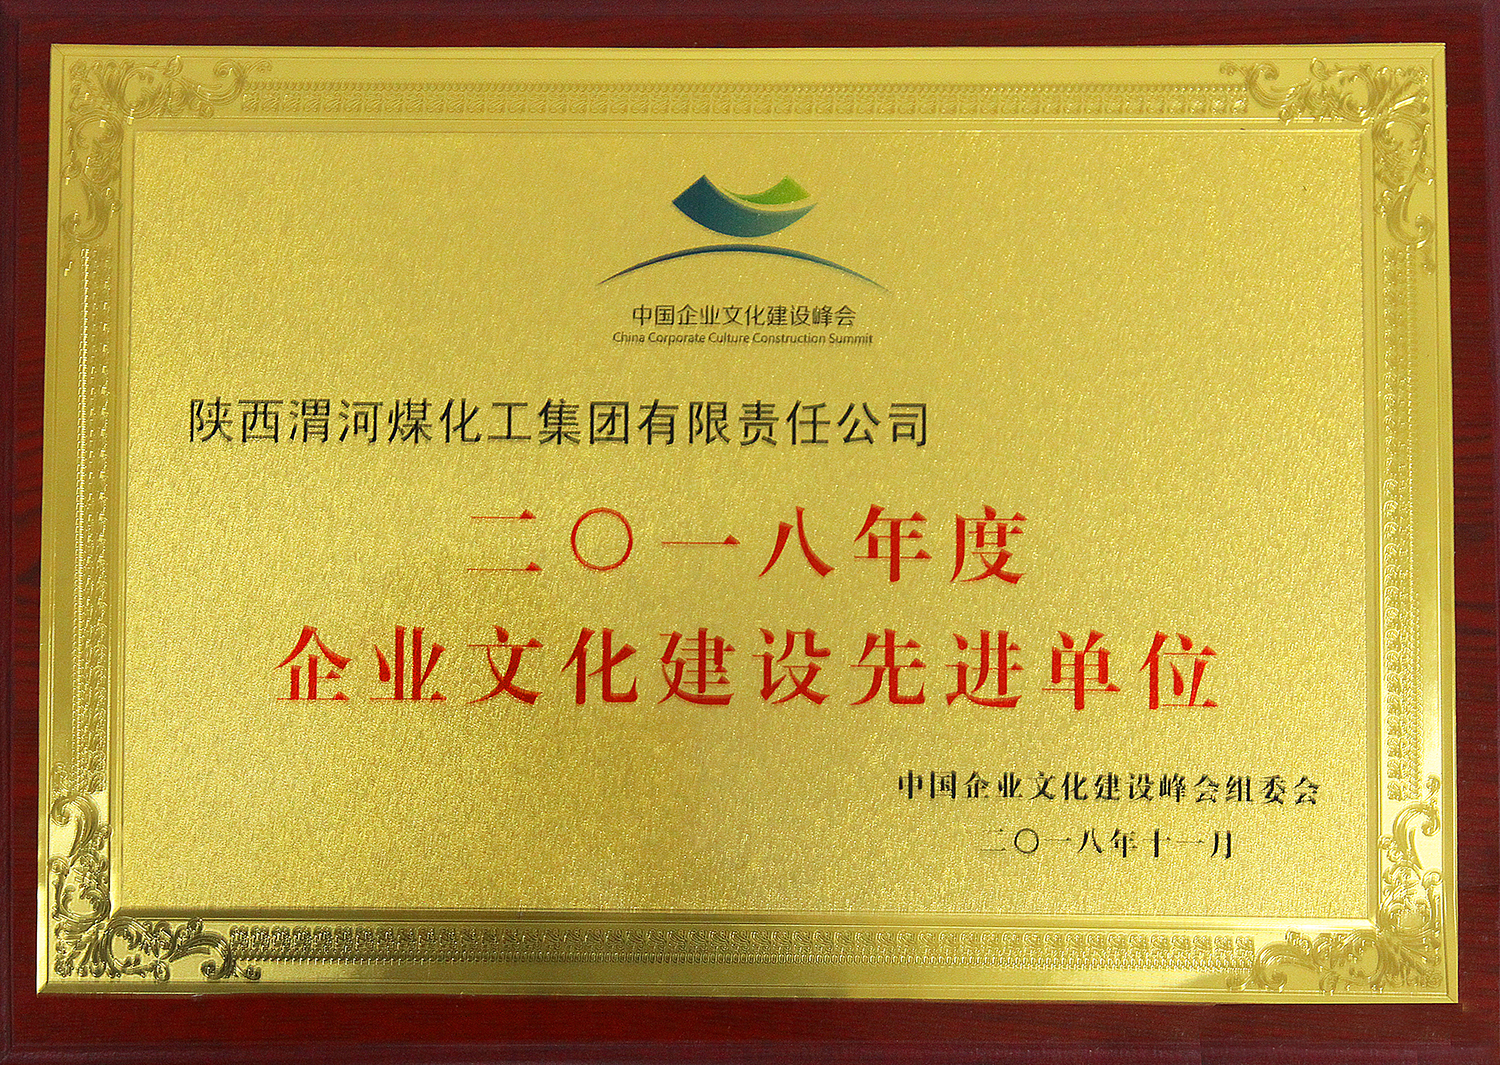 中国企业文化建设峰会
China Corporate Culture Construction Summit
陕西渭河煤化工集团有限责任公司
二〇一八年度
企业文化建设先进单位
中国企业文化建设峰会组委会
二〇一八年十一月